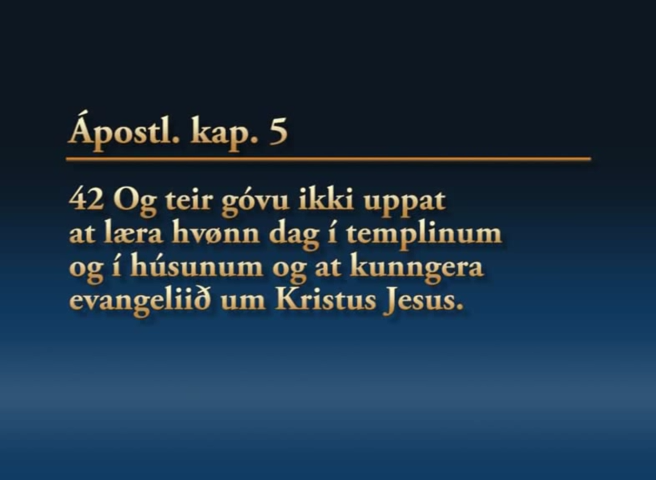 Ápostl. kap. 5
42 Og teir góvu ikki uppat
at læra hvønn dag í templinum
og í húsunum og at kunngera
evangeliið um Kristus Jesus.